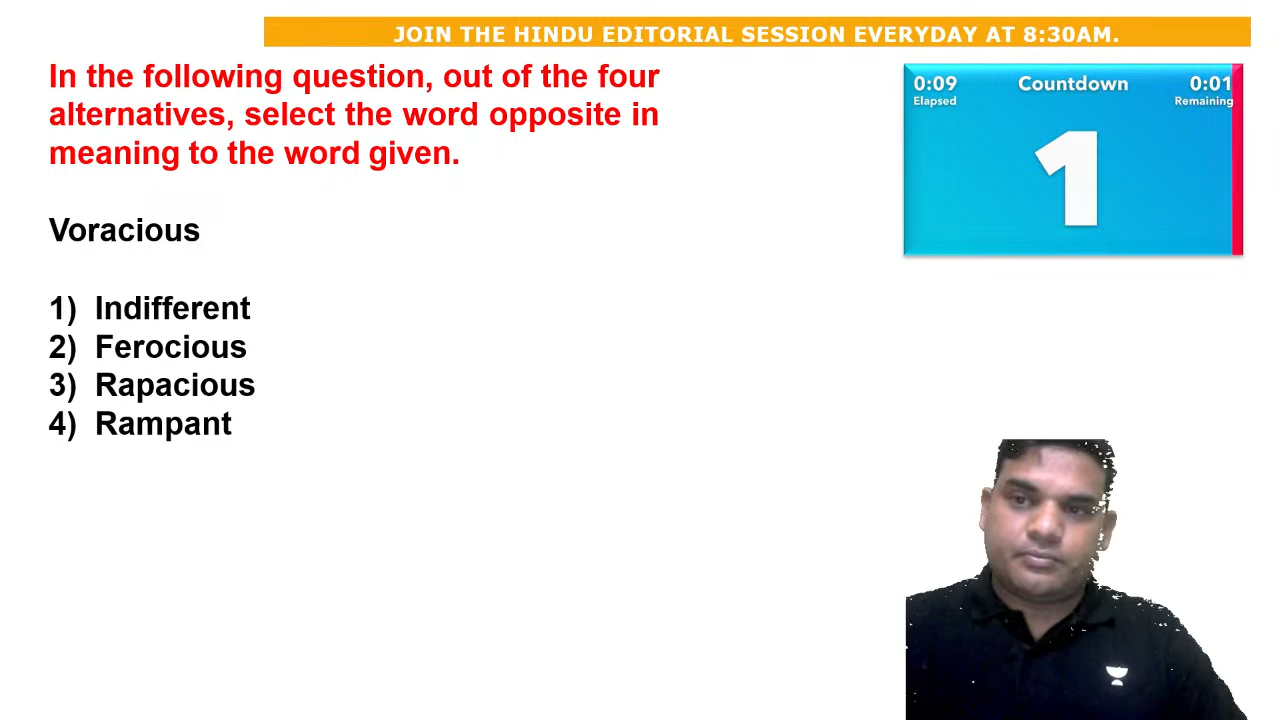 JOIN THE HINDU EDITORIAL SESSION EVERYDAY AT 8:30AM.
In the following question, out of the four
alternatives, select the word opposite in
meaning to the word given.
Voracious
1) Indifferent
2) Ferocious
3) Rapacious
4) Rampant
0:09 Countdown 0:01
Elapsed Remaining
1